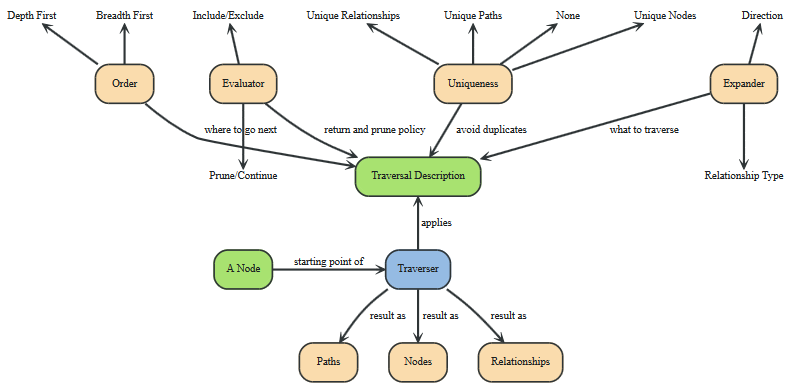 Depth First
Breadth First
Include/Exclude
Unique Relationships
Unique Paths
None
Unique Nodes
Direction
Order
Evaluator
Uniqueness
Expander
where to go next
return and prune policy
avoid duplicates
what to traverse
Prune/Continue
Traversal Description
Relationship Type
applies
A Node
starting point of
Traverser
result as
result as
result as
Paths
Nodes
Relationships